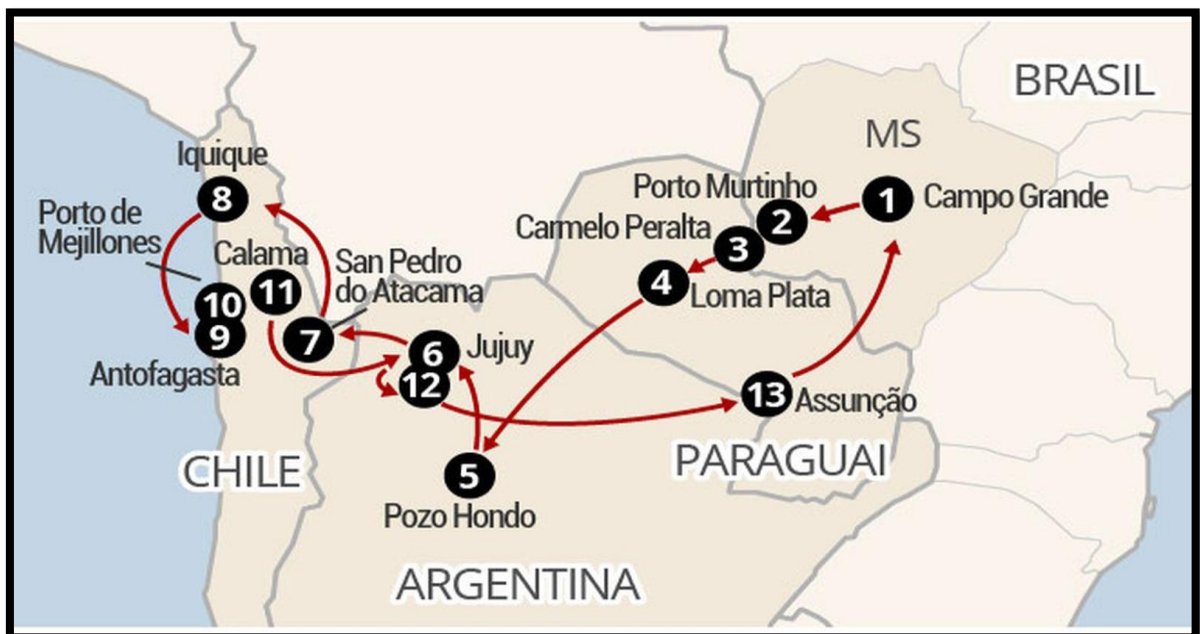 BRASIL
MS
Iquique
8
Porto Murtinho
2
1
Campo Grande
Porto de
Mejillones
Carmelo Peralta
3
Calama
San Pedro
do Atacama
4
Loma Plata
10
11
9
7
6
Jujuy
Antofagasta
12
13
Assunção
CHILE
5
PARAGUAI
Pozo Hondo
ARGENTINA